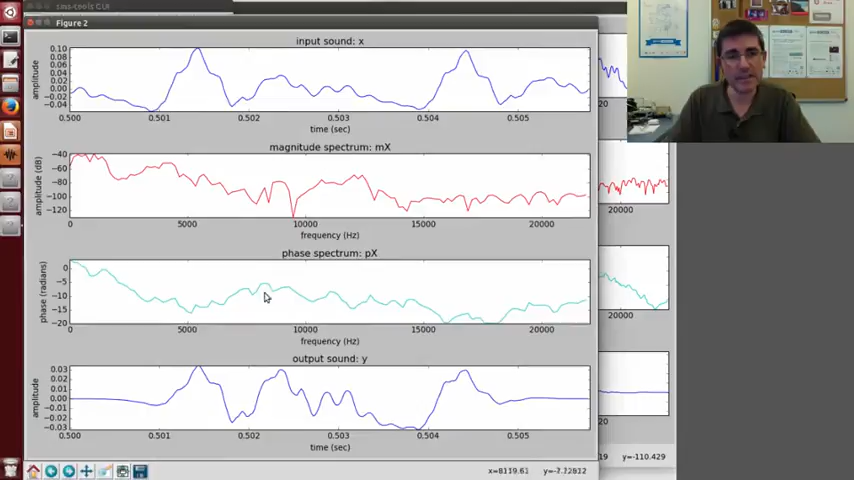 sms-tools GUI
Figure 2
input sound: x
amplitude
0.10
0.08
0.06
0.04
0.02
0.00
−0.02
−0.04
0.500 0.501 0.502 0.503 0.504 0.505
time (sec)
20
magnitude spectrum: mX
amplitude (dB)
−40
−60
−80
−100
−120
0 5000 10000 15000 20000
frequency (Hz)
20000
phase spectrum: pX
phase (radians)
0
−5
−10
−15
−20
0 5000 10000 15000 20000
frequency (Hz)
20000
output sound: y
amplitude
0.03
0.02
0.01
0.00
−0.01
−0.02
−0.03
0.500 0.501 0.502 0.503 0.504 0.505
time (sec)
20
19 y=-110.429
x=8119.61 y=-7.72812